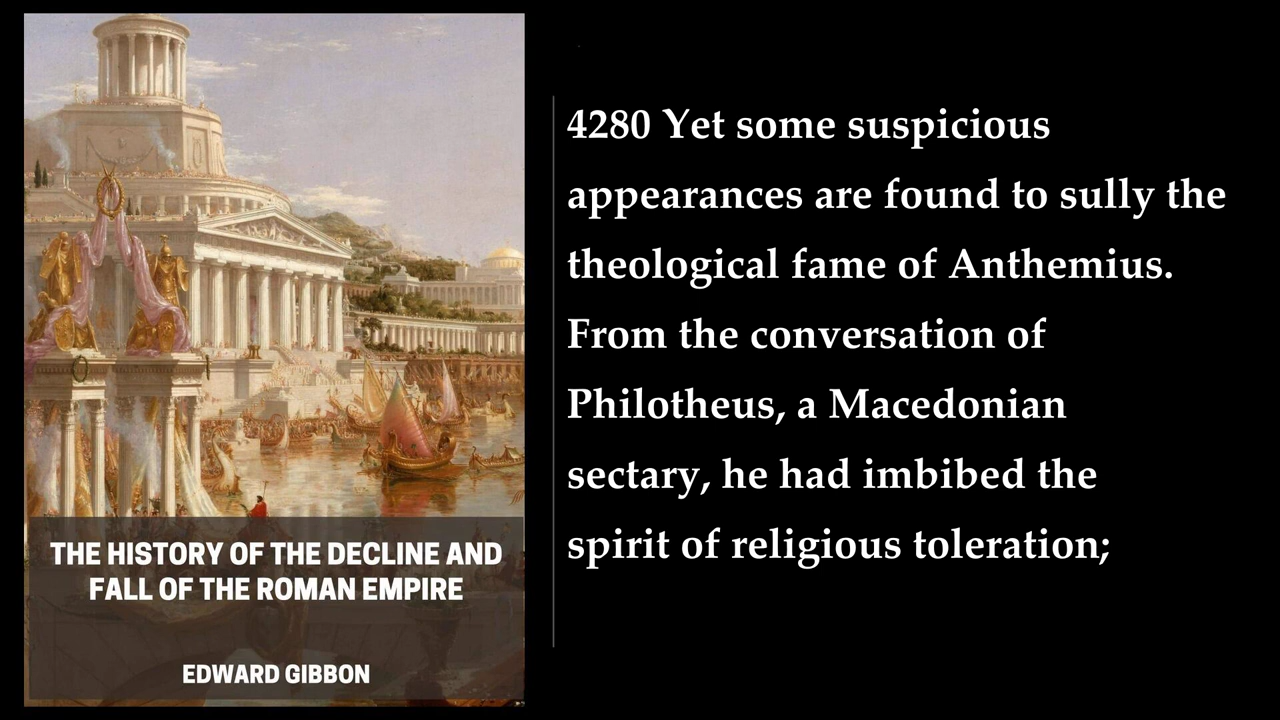 THE HISTORY OF THE DECLINE AND
FALL OF THE ROMAN EMPIRE
EDWARD GIBBON
4280 Yet some suspicious
appearances are found to sully the
theological fame of Anthemius.
From the conversation of
Philotheus, a Macedonian
sectary, he had imbibed the
spirit of religious toleration;